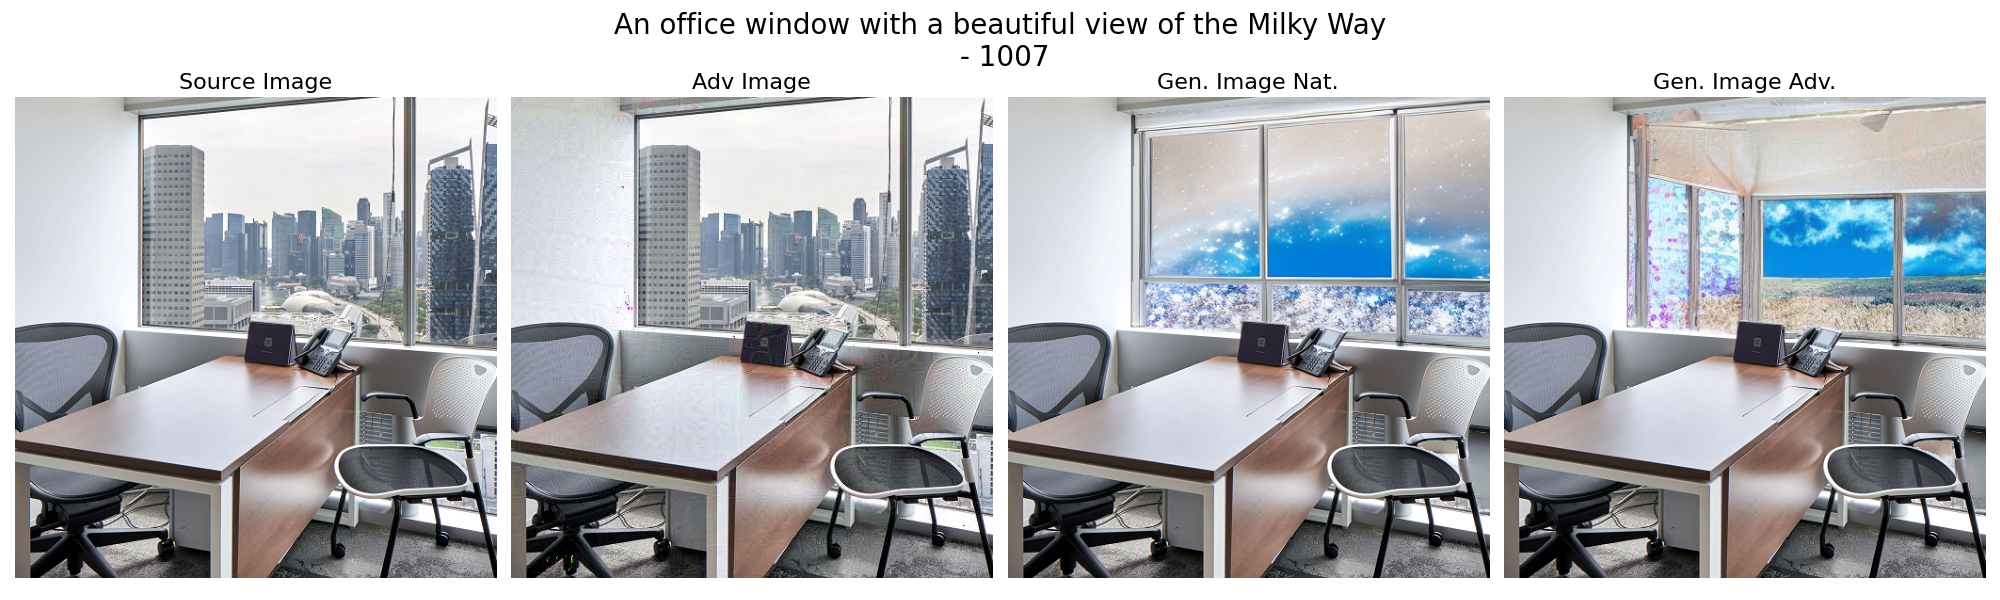 An office window with a beautiful view of the Milky Way
- 1007
Source Image
Adv Image
Gen. Image Nat.
Gen. Image Adv.